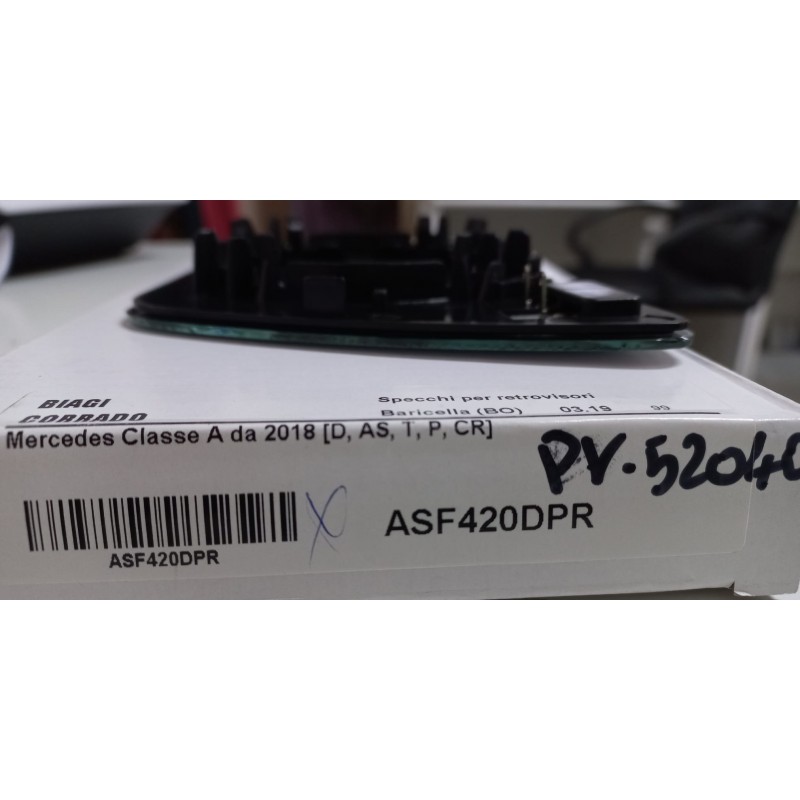 BIAGI
CORRADO
Specchi per retrovisori
Baricella (BO) 03.19 99
Mercedes Classe A da 2018 [D, AS, T, P, CR]
PV-5204
ASF420DPR
ASF420DPR